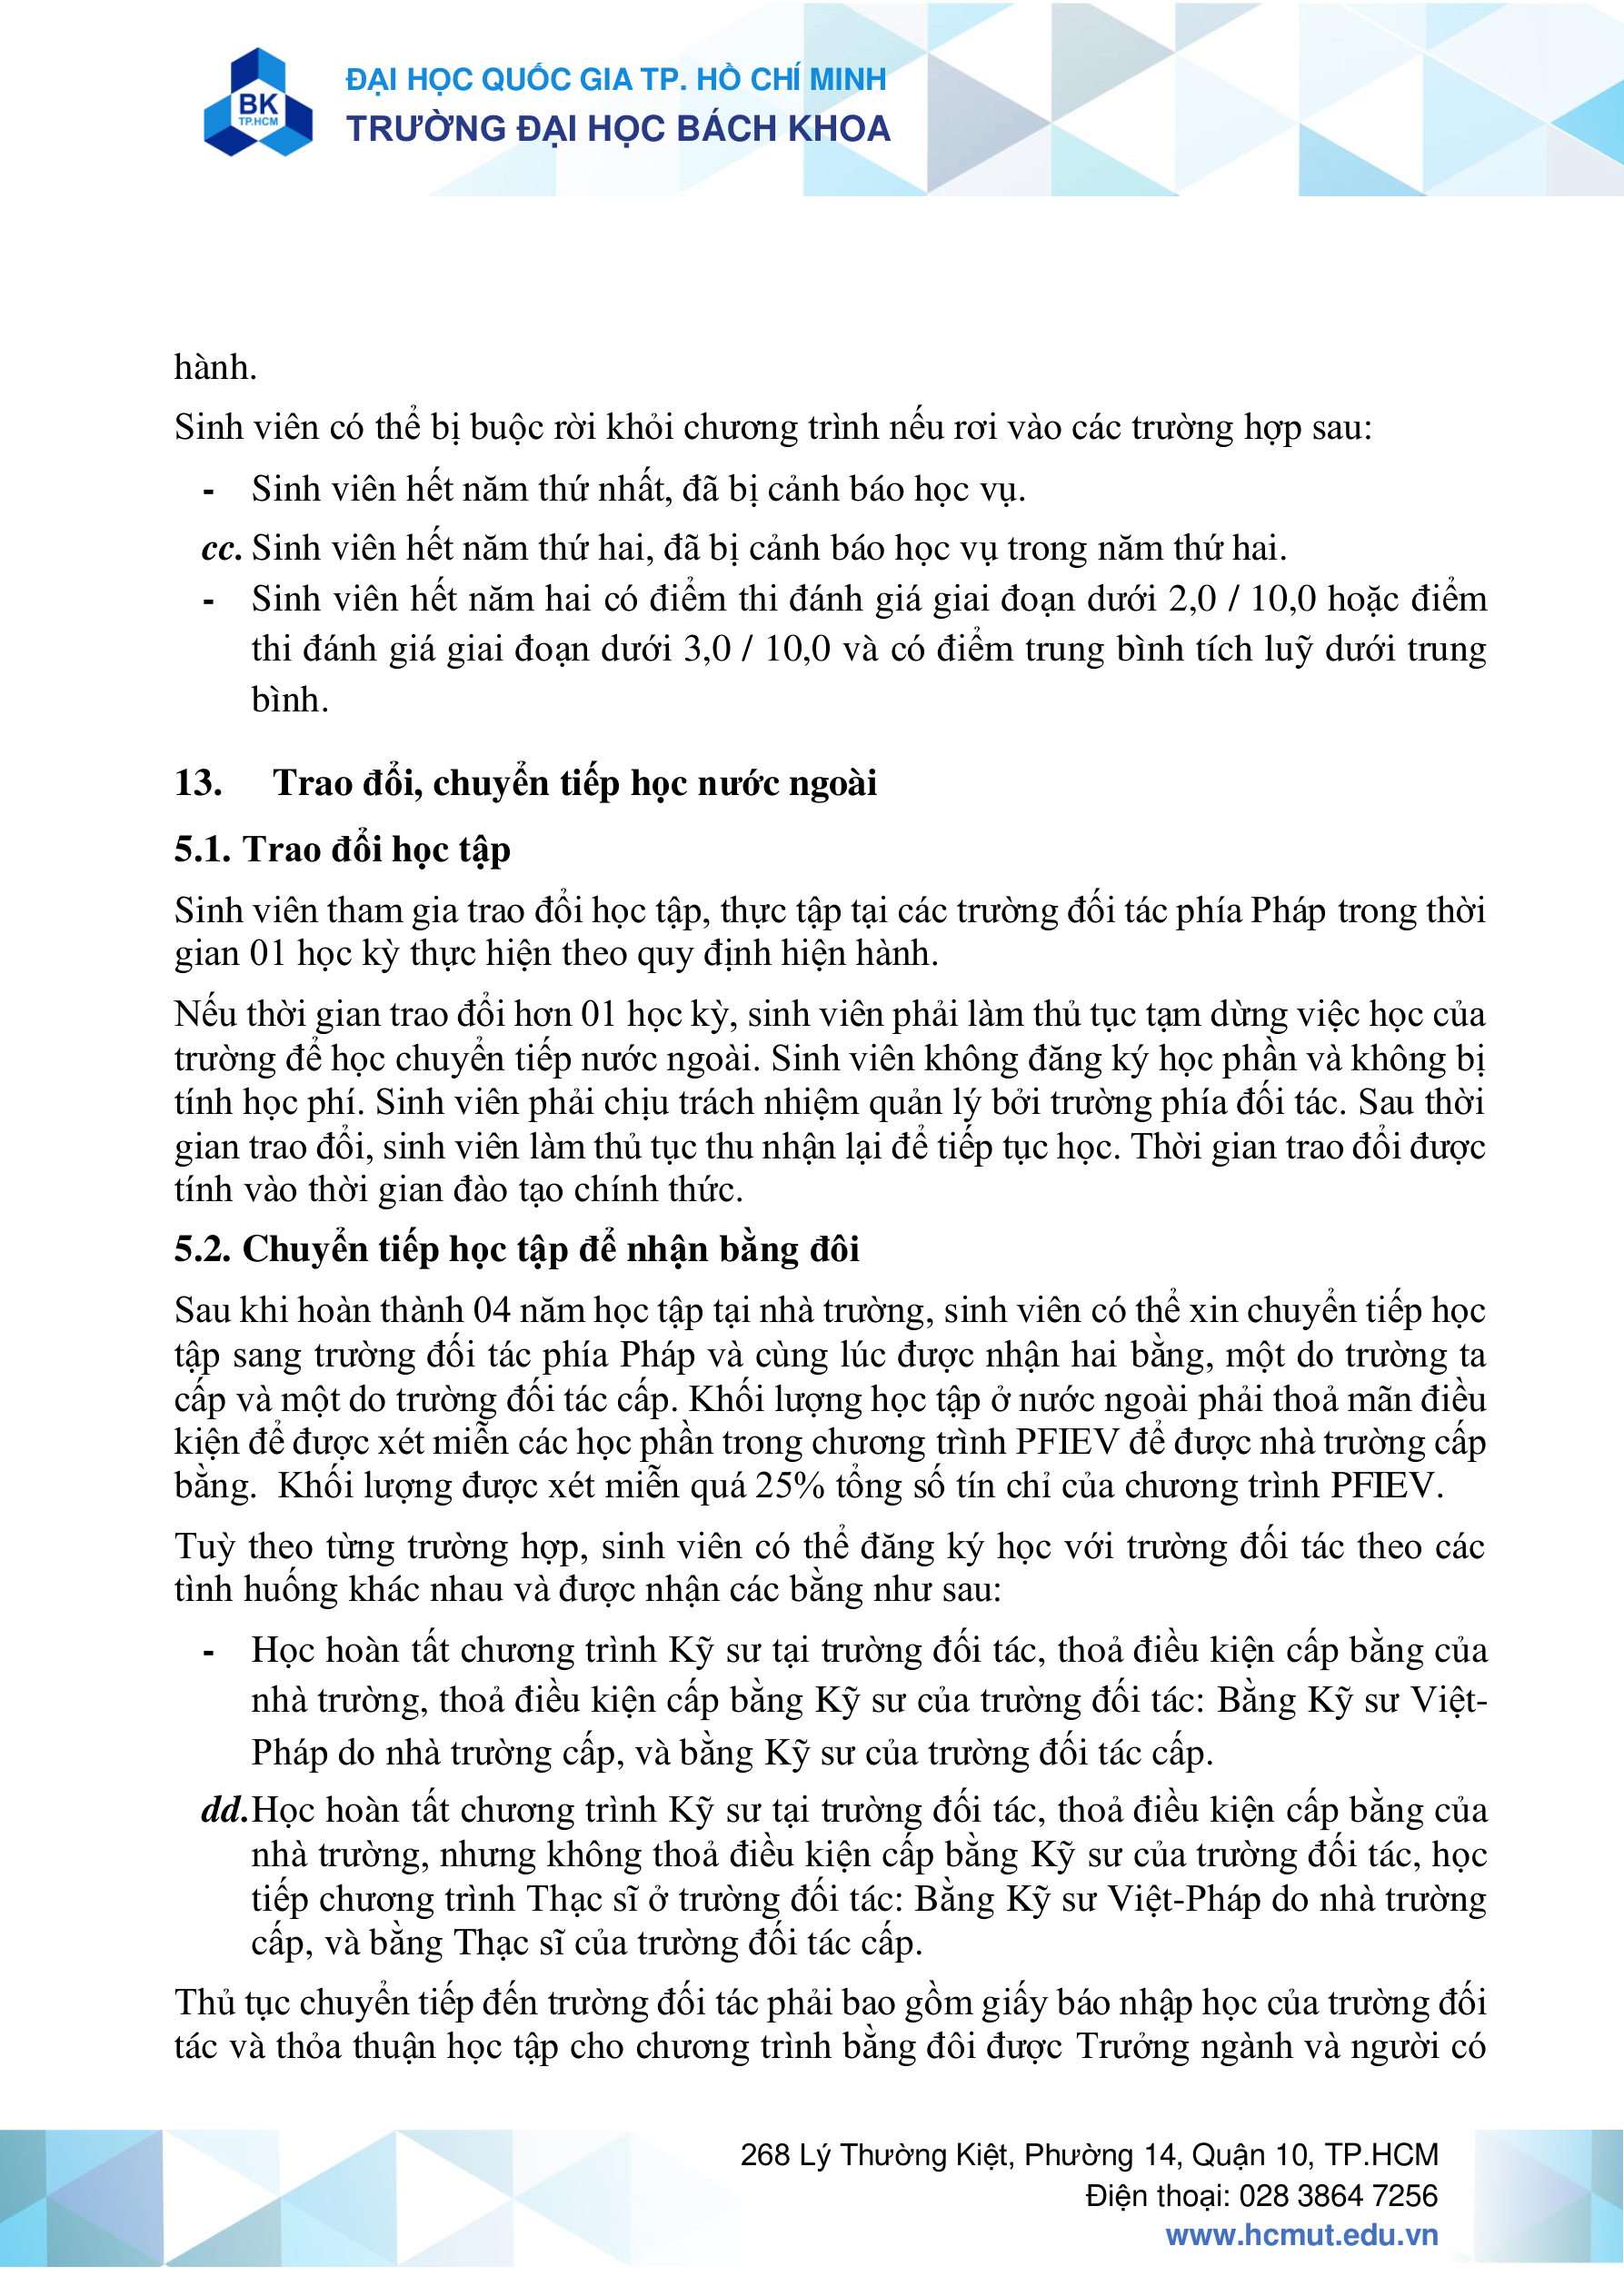 BK
TP.HCM
ĐẠI HỌC QUỐC GIA TP. HỒ CHÍ MINH
TRƯỜNG ĐẠI HỌC BÁCH KHOA
hành.
Sinh viên có thể bị buộc rời khỏi chương trình nếu rơi vào các trường hợp sau:
- Sinh viên hết năm thứ nhất, đã bị cảnh báo học vụ.
cc. Sinh viên hết năm thứ hai, đã bị cảnh báo học vụ trong năm thứ hai.
- Sinh viên hết năm hai có điểm thi đánh giá giai đoạn dưới 2,0 / 10,0 hoặc điểm
thi đánh giá giai đoạn dưới 3,0 / 10,0 và có điểm trung bình tích luỹ dưới trung
bình.
13. Trao đổi, chuyển tiếp học nước ngoài
5.1. Trao đổi học tập
Sinh viên tham gia trao đổi học tập, thực tập tại các trường đối tác phía Pháp trong thời
gian 01 học kỳ thực hiện theo quy định hiện hành.
Nếu thời gian trao đổi hơn 01 học kỳ, sinh viên phải làm thủ tục tạm dừng việc học của
trường để học chuyển tiếp nước ngoài. Sinh viên không đăng ký học phần và không bị
tính học phí. Sinh viên phải chịu trách nhiệm quản lý bởi trường phía đối tác. Sau thời
gian trao đổi, sinh viên làm thủ tục thu nhận lại để tiếp tục học. Thời gian trao đổi được
tính vào thời gian đào tạo chính thức.
5.2. Chuyển tiếp học tập để nhận bằng đôi
Sau khi hoàn thành 04 năm học tập tại nhà trường, sinh viên có thể xin chuyển tiếp học
tập sang trường đối tác phía Pháp và cùng lúc được nhận hai bằng, một do trường ta
cấp và một do trường đối tác cấp. Khối lượng học tập ở nước ngoài phải thoả mãn điều
kiện để được xét miễn các học phần trong chương trình PFIEV để được nhà trường cấp
bằng. Khối lượng được xét miễn quá 25% tổng số tín chỉ của chương trình PFIEV.
Tuỳ theo từng trường hợp, sinh viên có thể đăng ký học với trường đối tác theo các
tình huống khác nhau và được nhận các bằng như sau:
- Học hoàn tất chương trình Kỹ sư tại trường đối tác, thoả điều kiện cấp bằng của
nhà trường, thoả điều kiện cấp bằng Kỹ sư của trường đối tác: Bằng Kỹ sư Việt-
Pháp do nhà trường cấp, và bằng Kỹ sư của trường đối tác cấp.
dd.Học hoàn tất chương trình Kỹ sư tại trường đối tác, thoả điều kiện cấp bằng của
nhà trường, nhưng không thoả điều kiện cấp bằng Kỹ sư của trường đối tác, học
tiếp chương trình Thạc sĩ ở trường đối tác: Bằng Kỹ sư Việt-Pháp do nhà trường
cấp, và bằng Thạc sĩ của trường đối tác cấp.
Thủ tục chuyển tiếp đến trường đối tác phải bao gồm giấy báo nhập học của trường đối
tác và thỏa thuận học tập cho chương trình bằng đôi được Trưởng ngành và người có
268 Lý Thường Kiệt, Phường 14, Quận 10, TP.HCM
Điện thoại: 028 3864 7256
www.hcmut.edu.vn